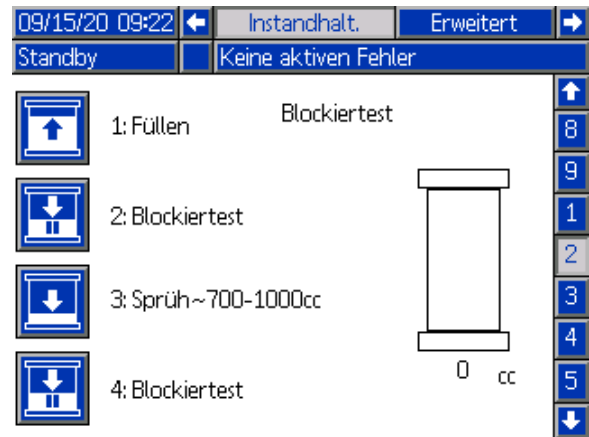 09/15/20 09:22 Instandhalt. Erweitert
Standby Keine aktiven Fehler
Blockiertest
1: Füllen
2: Blockiertest
3: Sprüh~700-1000cc
4: Blockiertest
0 cc
8
9
1
2
3
4
5